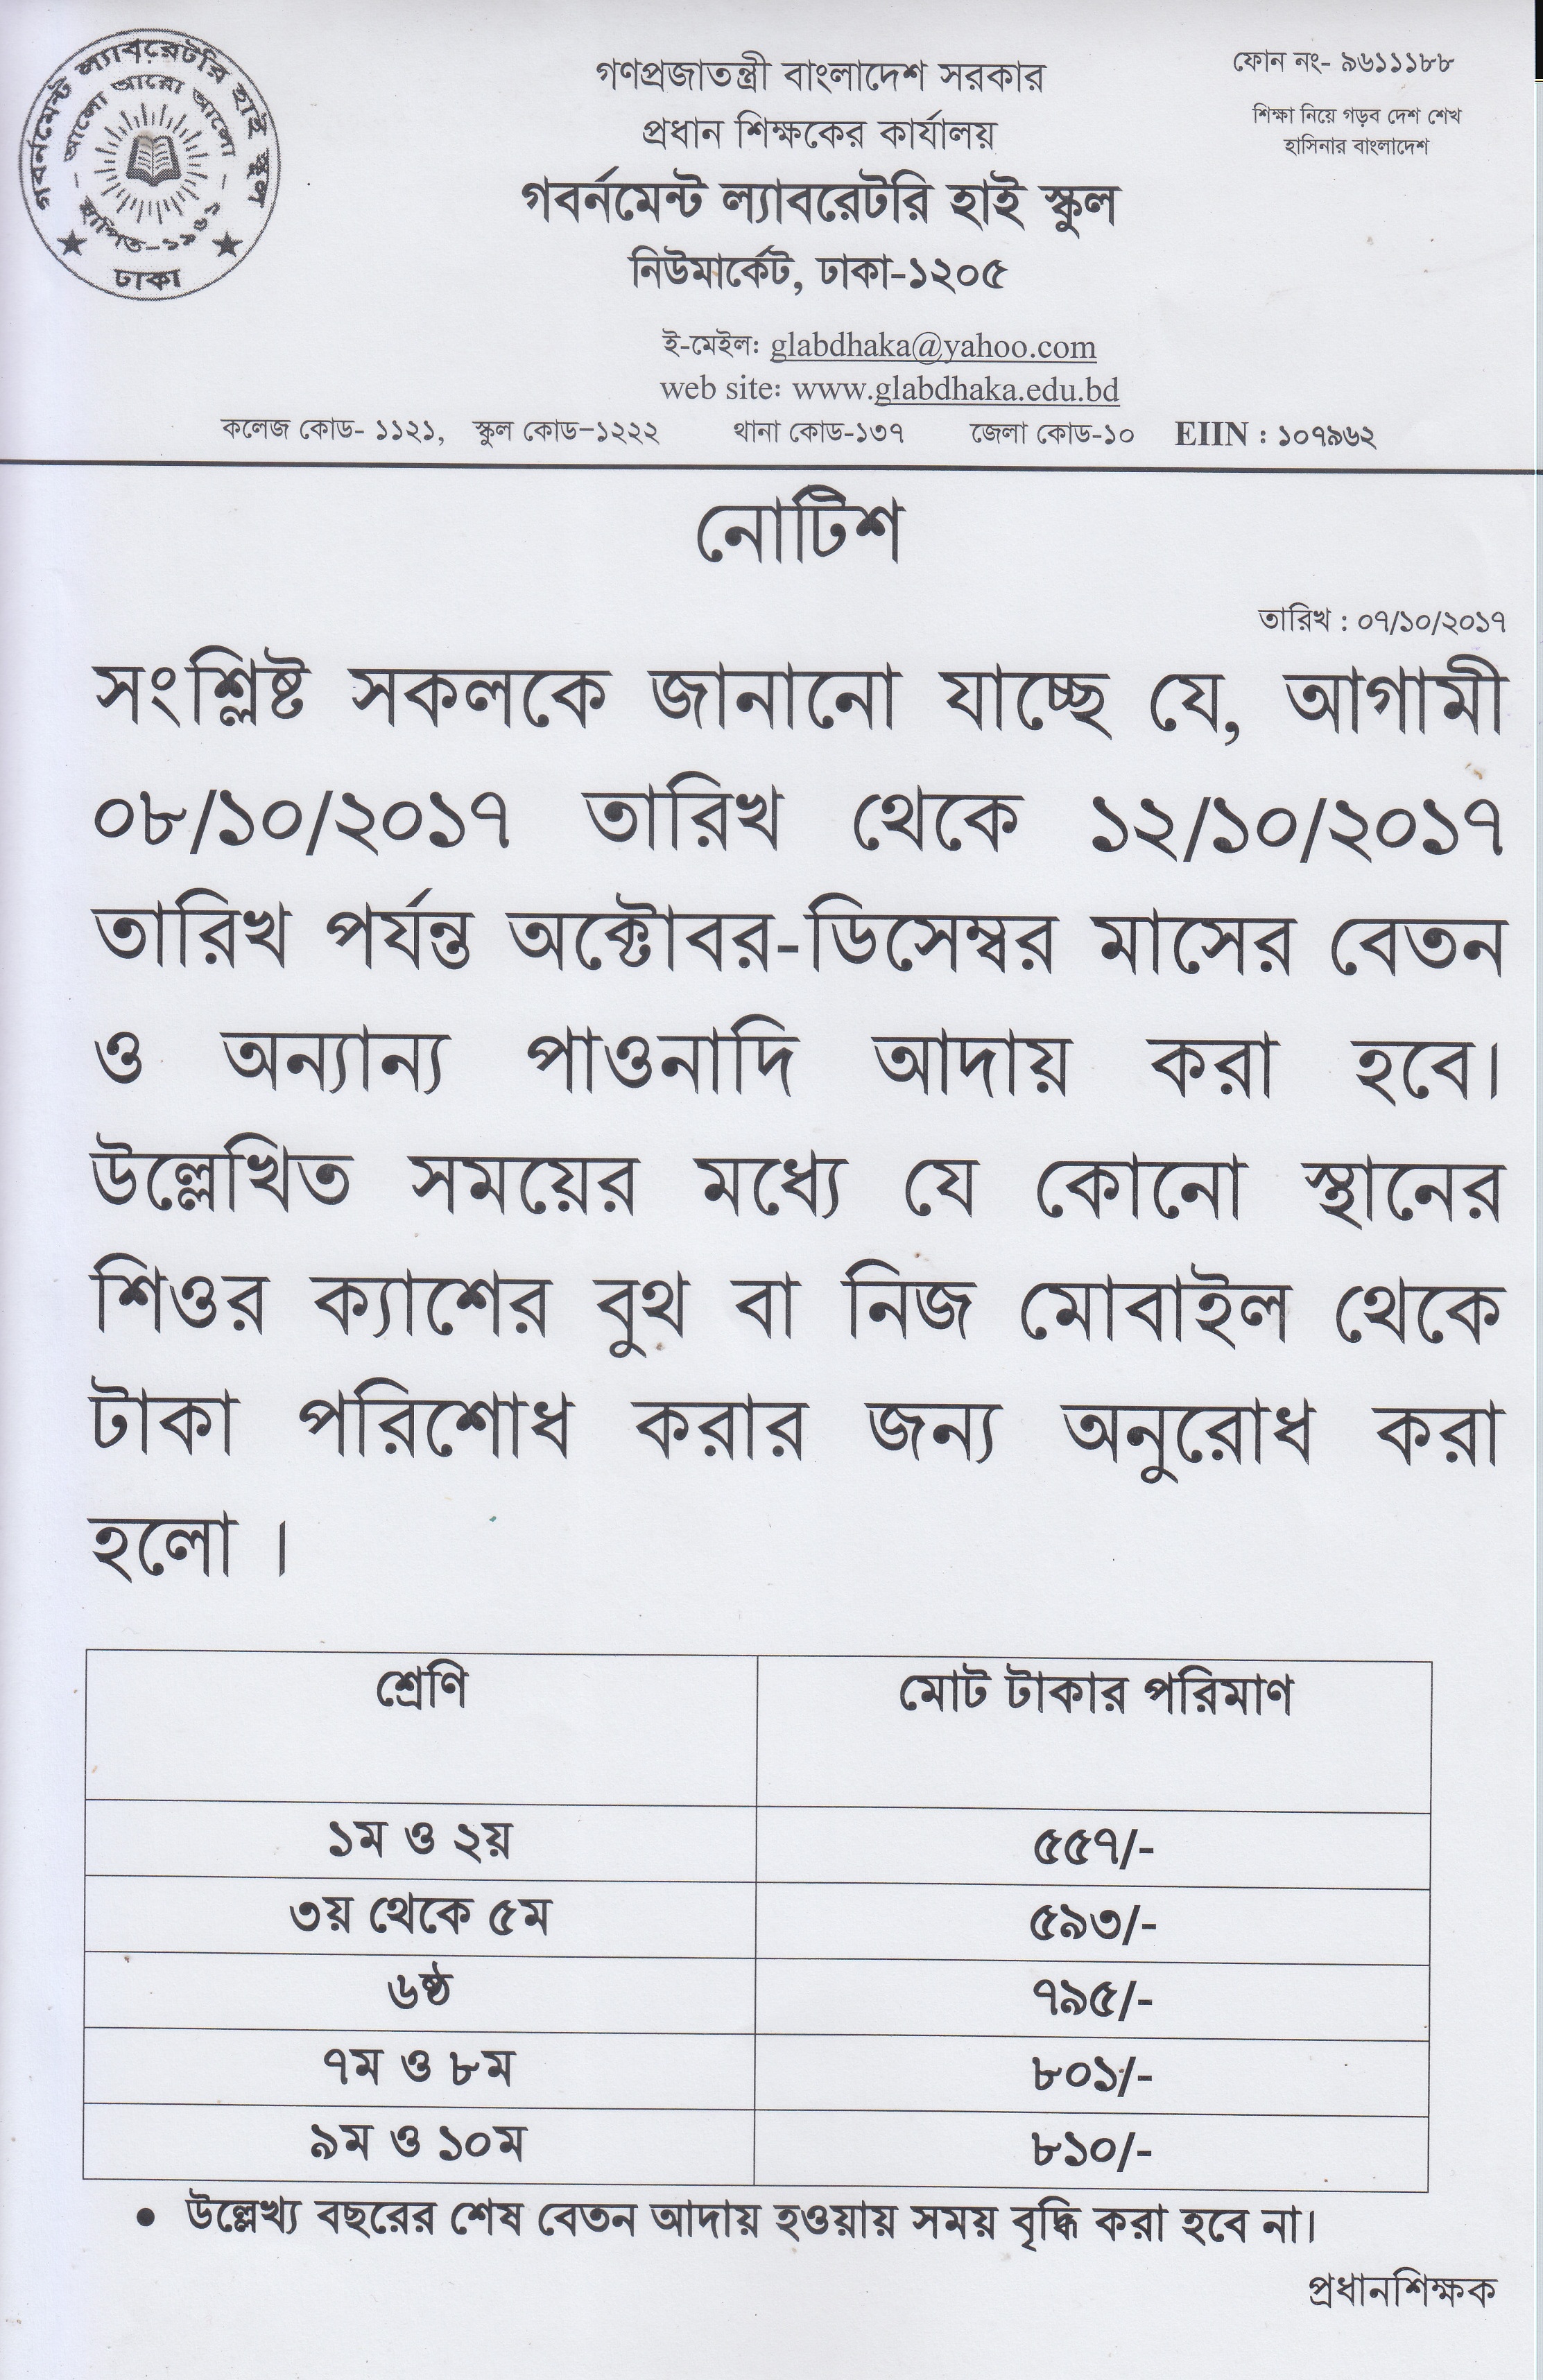 গবর্নমেন্ট ল্যাবরেটরি হাই স্কুল
আলো আরো আলো
স্থাপিত-১৯৬১
ঢাকা
গণপ্রজাতন্ত্রী বাংলাদেশ সরকার
প্রধান শিক্ষকের কার্যালয়
গবর্নমেন্ট ল্যাবরেটরি হাই স্কুল
নিউমার্কেট, ঢাকা-১২০৫
ফোন নং- ৯৬১১১৮৮
শিক্ষা নিয়ে গড়ব দেশ শেখ
হাসিনার বাংলাদেশ
ই-মেইল: glabdhaka@yahoo.com
web site: www.glabdhaka.edu.bd
কলেজ কোড- ১১২১, স্কুল কোড–১২২২ থানা কোড-১৩৭ জেলা কোড-১০ EIIN : ১০৭৯৬২
নোটিশ
তারিখ : ০৭/১০/২০১৭
সংশ্লিষ্ট সকলকে জানানো যাচ্ছে যে, আগামী
০৮/১০/২০১৭ তারিখ থেকে ১২/১০/২০১৭
তারিখ পর্যন্ত অক্টোবর-ডিসেম্বর মাসের বেতন
ও অন্যান্য পাওনাদি আদায় করা হবে।
উল্লেখিত সময়ের মধ্যে যে কোনো স্থানের
শিওর ক্যাশের বুথ বা নিজ মোবাইল থেকে
টাকা পরিশোধ করার জন্য অনুরোধ করা
হলো ।
শ্রেণি মোট টাকার পরিমাণ
১ম ও ২য় ৫৫৭/-
৩য় থেকে ৫ম ৫৯৩/-
৬ষ্ঠ ৭৯৫/-
৭ম ও ৮ম ৮০১/-
৯ম ও ১০ম ৮১০/-
• উল্লেখ্য বছরের শেষ বেতন আদায় হওয়ায় সময় বৃদ্ধি করা হবে না।
প্রধানশিক্ষক